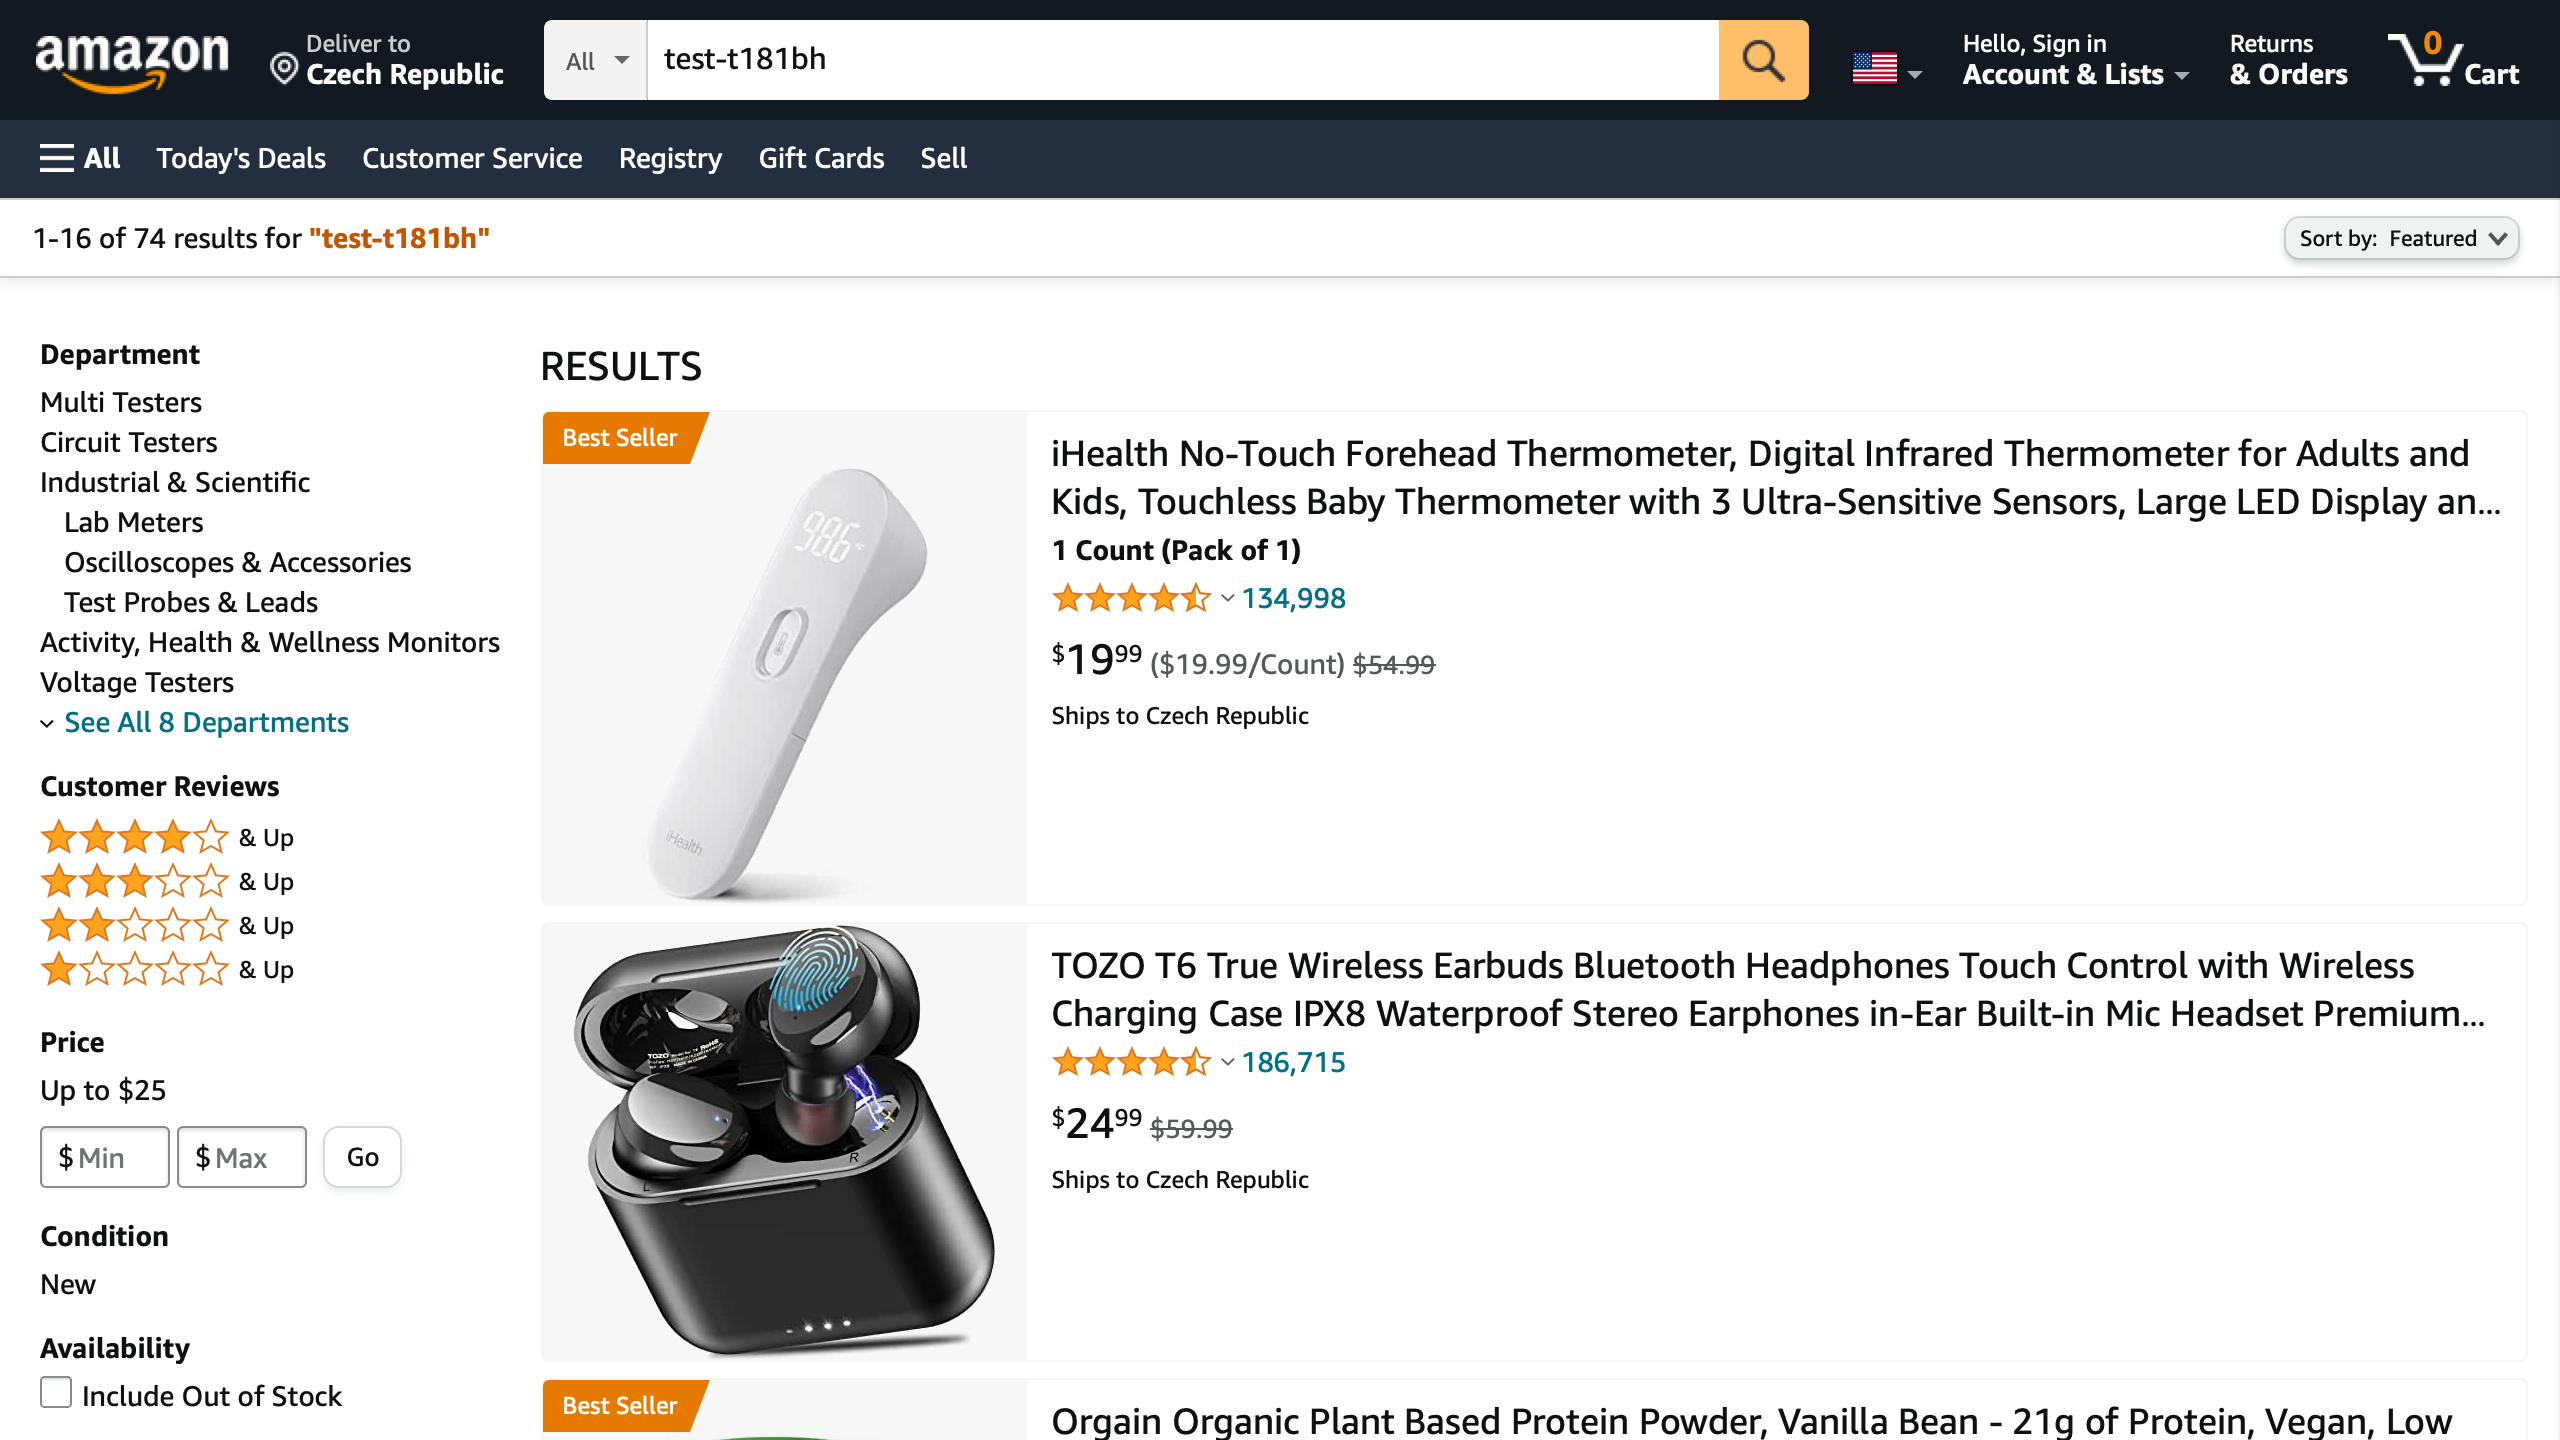 amazon
Deliver to
Czech Republic
All
test-t181bh
Hello, Sign in
Account & Lists
Returns
& Orders
0
Cart
All
Today's Deals
Customer Service
Registry
Gift Cards
Sell
1-16 of 74 results for "test-t181bh"
Sort by: Featured
Department
Multi Testers
Circuit Testers
Industrial & Scientific
Lab Meters
Oscilloscopes & Accessories
Test Probes & Leads
Activity, Health & Wellness Monitors
Voltage Testers
See All 8 Departments
Customer Reviews
& Up
& Up
& Up
& Up
Price
Up to $25
$ Min
$ Max
Go
Condition
New
Availability
Include Out of Stock
RESULTS
Best Seller
98.6 °F
iHealth
iHealth No-Touch Forehead Thermometer, Digital Infrared Thermometer for Adults and
Kids, Touchless Baby Thermometer with 3 Ultra-Sensitive Sensors, Large LED Display an...
1 Count (Pack of 1)
134,998
$19.99 ($19.99/Count) $54.99
Ships to Czech Republic
TOZO
L
R
TOZO T6 True Wireless Earbuds Bluetooth Headphones Touch Control with Wireless
Charging Case IPX8 Waterproof Stereo Earphones in-Ear Built-in Mic Headset Premium...
186,715
$24.99 $59.99
Ships to Czech Republic
Best Seller
Orgain Organic Plant Based Protein Powder, Vanilla Bean - 21g of Protein, Vegan, Low